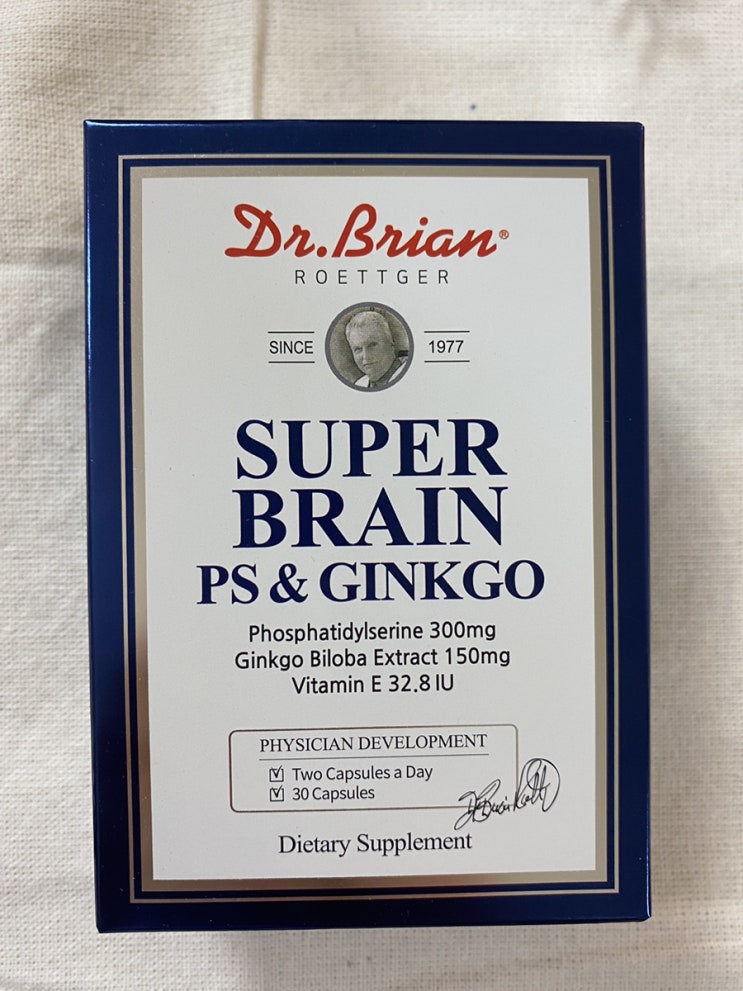 Dr.Brian®
ROETTGER
SINCE 1977
SUPER
BRAIN
PS & GINKGO
Phosphatidylserine 300mg
Ginkgo Biloba Extract 150mg
Vitamin E 32.8 IU
PHYSICIAN DEVELOPMENT
Two Capsules a Day
30 Capsules
Dietary Supplement